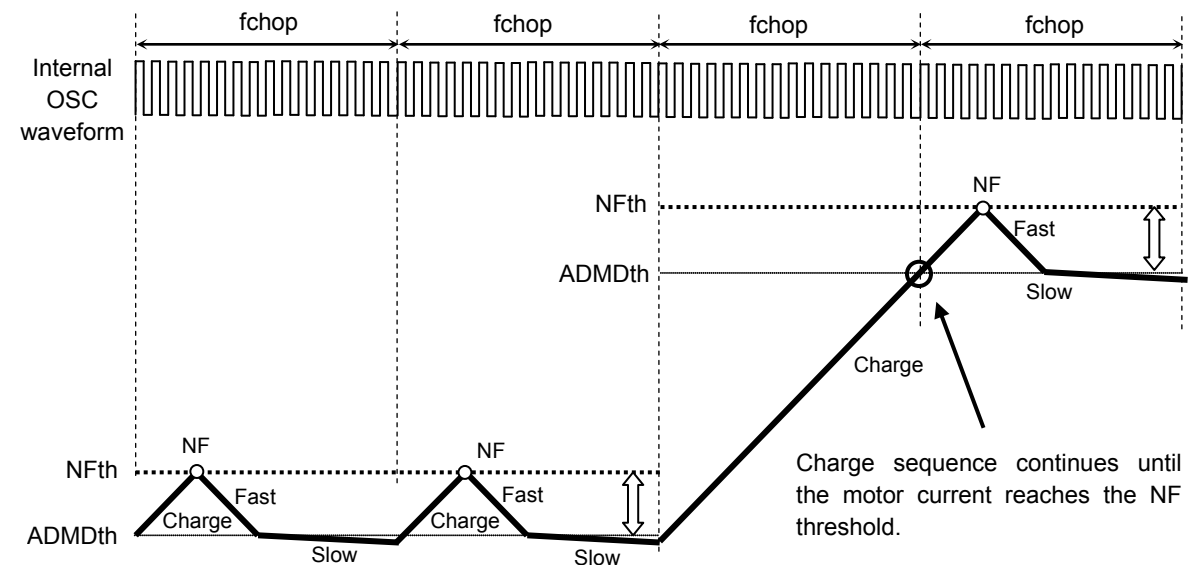 fchop fchop fchop fchop
Internal
OSC
waveform
NF
NFth
Fast
ADMDth
Slow
Charge
NF NF
NFth
Fast Fast
Charge Charge
ADMDth
Slow Slow
Charge sequence continues until
the motor current reaches the NF
threshold.